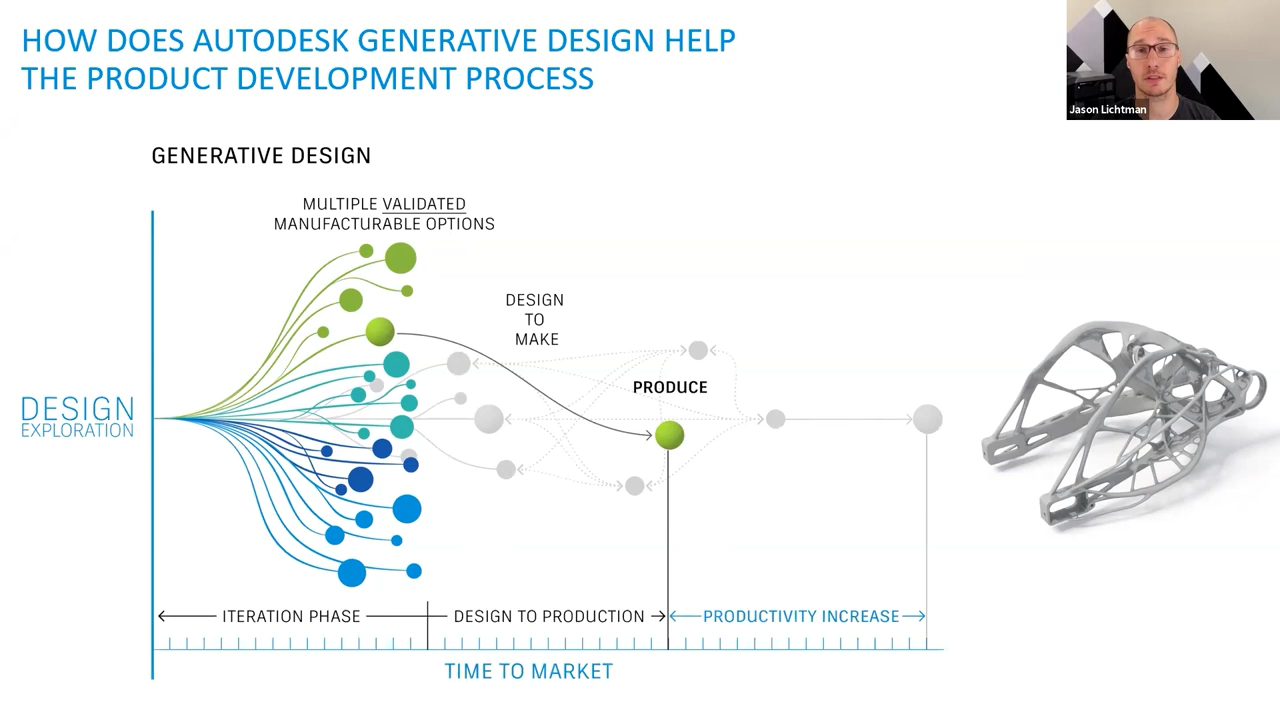 HOW DOES AUTODESK GENERATIVE DESIGN HELP
THE PRODUCT DEVELOPMENT PROCESS
Jason Lichtman
GENERATIVE DESIGN
MULTIPLE VALIDATED
MANUFACTURABLE OPTIONS
DESIGN
TO
MAKE
PRODUCE
DESIGN
EXPLORATION
ITERATION PHASE
DESIGN TO PRODUCTION
PRODUCTIVITY INCREASE
TIME TO MARKET